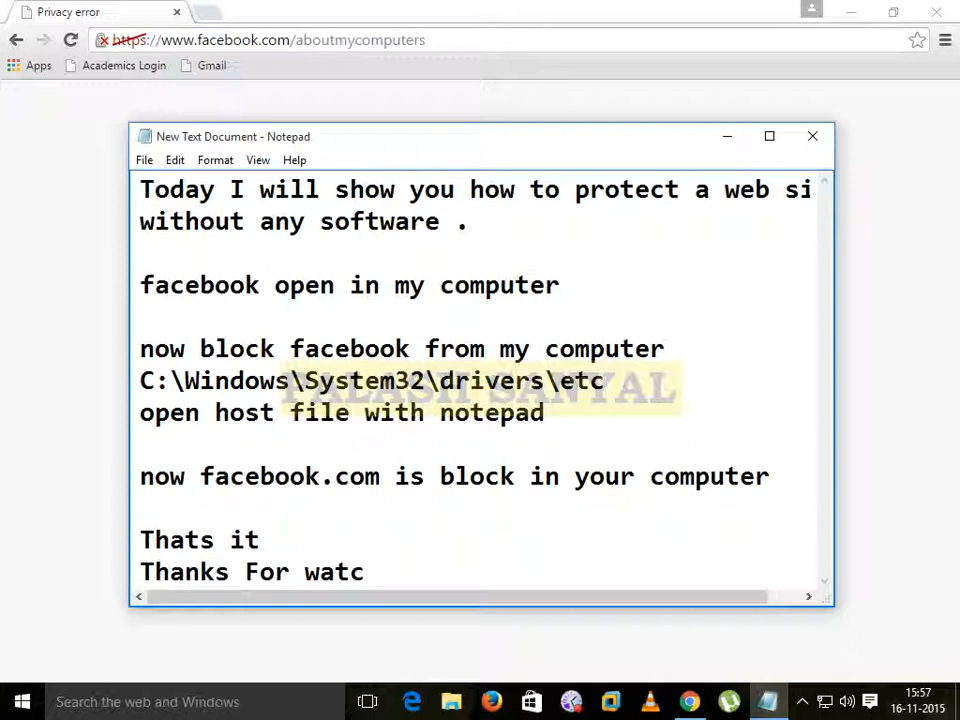 Privacy error
https://www.facebook.com/aboutmycomputers
Apps Academics Login Gmail
New Text Document - Notepad
File Edit Format View Help
Today I will show you how to protect a web si
without any software .
facebook open in my computer
now block facebook from my computer
C:\Windows\System32\drivers\etc
PALASH SANYAL
open host file with notepad
now facebook.com is block in your computer
Thats it
Thanks For watc
Search the web and Windows
15:57
16-11-2015